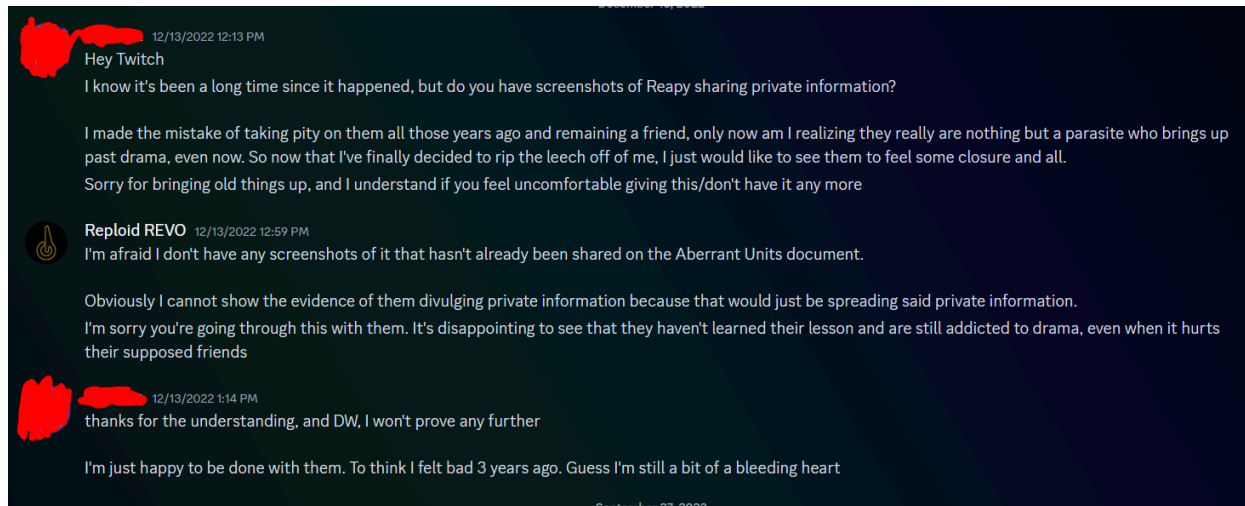 12/13/2022 12:13 PM
Hey Twitch
I know it's been a long time since it happened, but do you have screenshots of Reapy sharing private information?
I made the mistake of taking pity on them all those years ago and remaining a friend, only now am I realizing they really are nothing but a parasite who brings up
past drama, even now. So now that I've finally decided to rip the leech off of me, I just would like to see them to feel some closure and all.
Sorry for bringing old things up, and I understand if you feel uncomfortable giving this/don't have it any more
Reploid REVO 12/13/2022 12:59 PM
I'm afraid I don't have any screenshots of it that hasn't already been shared on the Aberrant Units document.
Obviously I cannot show the evidence of them divulging private information because that would just be spreading said private information.
I'm sorry you're going through this with them. It's disappointing to see that they haven't learned their lesson and are still addicted to drama, even when it hurts
their supposed friends
12/13/2022 1:14 PM
thanks for the understanding, and DW, I won't prove any further
I'm just happy to be done with them. To think I felt bad 3 years ago. Guess I'm still a bit of a bleeding heart